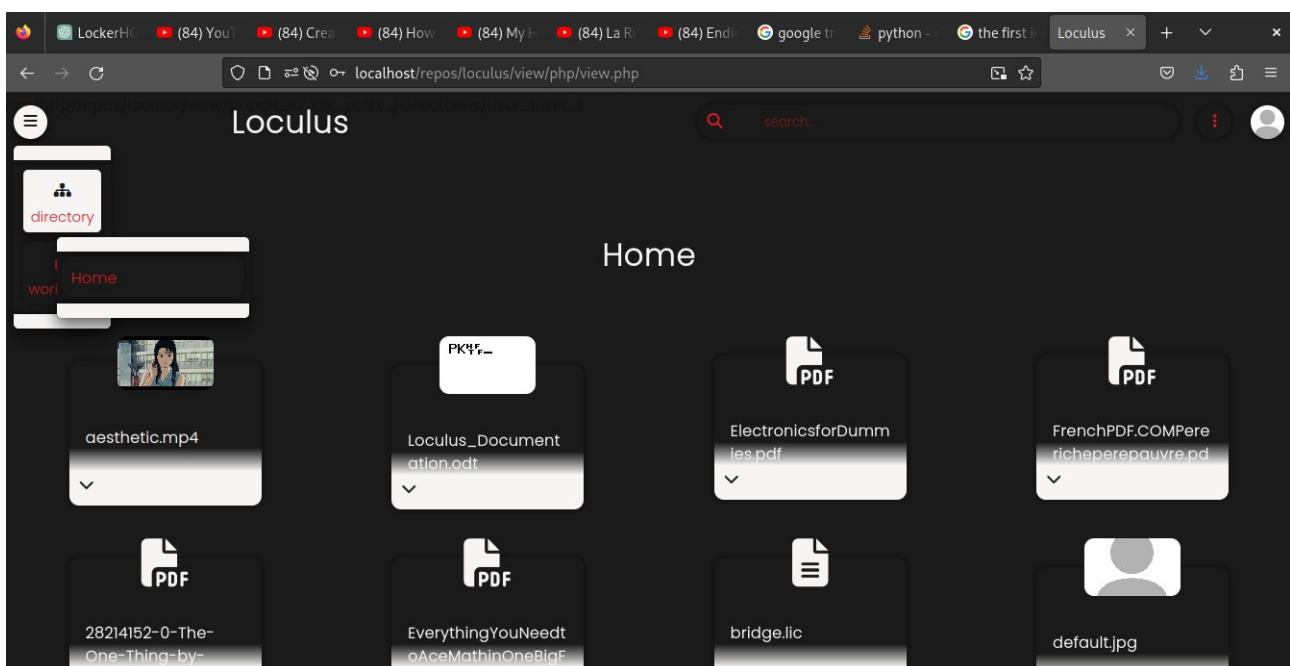 LockerH
(84) You
(84) Crea
(84) How
(84) My H
(84) La R
(84) Endi
google tr
python -
the first i
Loculus
localhost/repos/loculus/view/php/view.php
Loculus
search...
directory
Home
Home
aesthetic.mp4
Loculus_Document
ation.odt
ElectronicsforDumm
ies.pdf
FrenchPDF.COMPere
richeperepauvre.pd
PDF
PDF
28214152-0-The-
One-Thing-by-
PDF
EverythingYouNeedt
oAceMathinOneBigF
PDF
bridge.lic
default.jpg